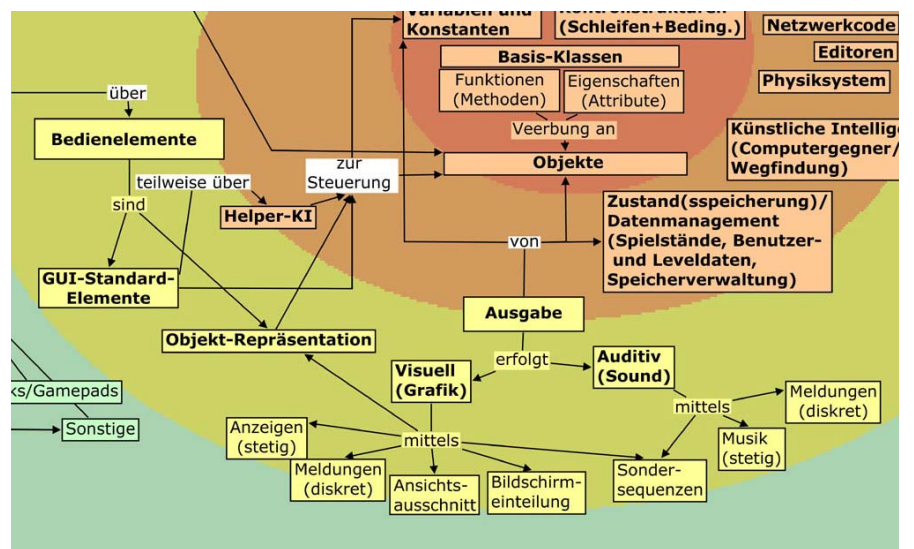 Variablen und
Konstanten
Kontrollstrukturen
(Schleifen+Beding.)
Netzwerkcode
Editoren
Physiksystem
Basis-Klassen
Funktionen
(Methoden)
Eigenschaften
(Attribute)
Veerbung an
Objekte
Künstliche Intellige
(Computergegner/
Wegfindung)
über
Bedienelemente
teilweise über
zur
Steuerung
sind
Helper-KI
Zustand(sspeicherung)/
Datenmanagement
(Spielstände, Benutzer-
und Leveldaten,
Speicherverwaltung)
von
GUI-Standard-
Elemente
Ausgabe
Objekt-Repräsentation
erfolgt
Visuell
(Grafik)
Auditiv
(Sound)
ks/Gamepads
Sonstige
Anzeigen
(stetig)
mittels
mittels
Meldungen
(diskret)
Musik
(stetig)
Meldungen
(diskret)
Ansichts-
ausschnitt
Bildschirm-
einteilung
Sonder-
sequenzen